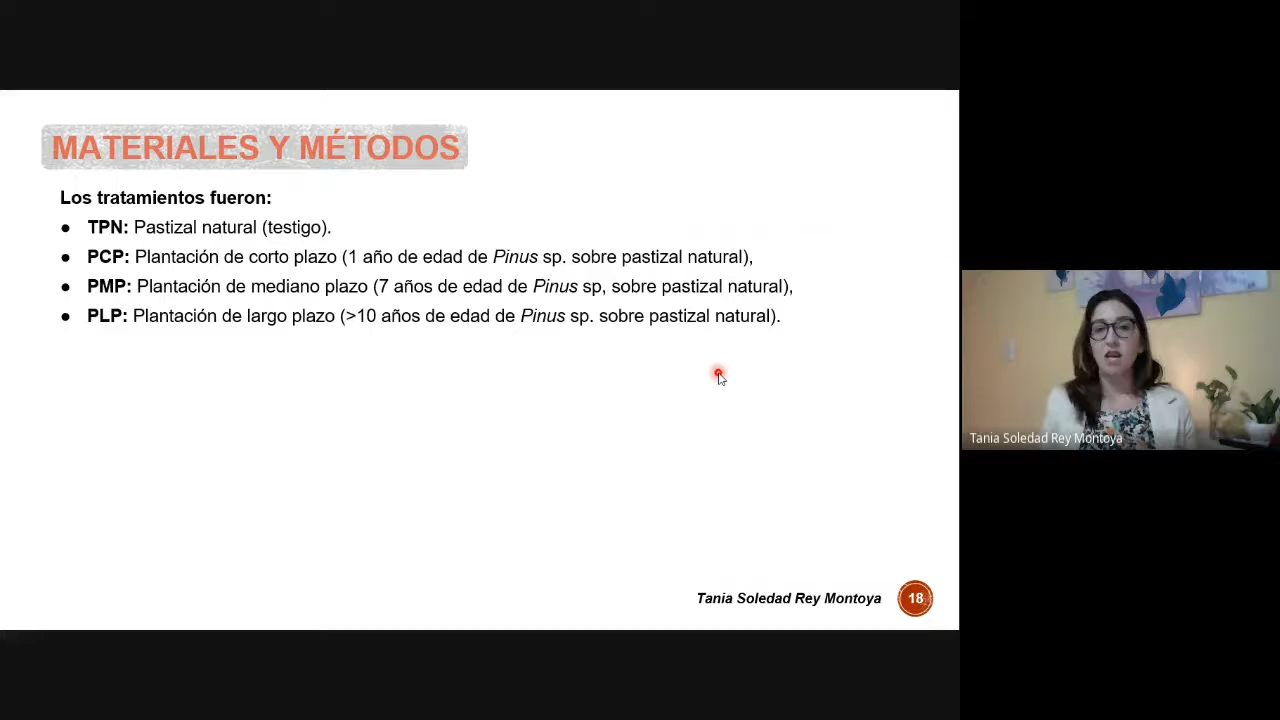 MATERIALES Y MÉTODOS
Los tratamientos fueron:
● TPN: Pastizal natural (testigo).
● PCP: Plantación de corto plazo (1 año de edad de Pinus sp. sobre pastizal natural),
● PMP: Plantación de mediano plazo (7 años de edad de Pinus sp, sobre pastizal natural),
● PLP: Plantación de largo plazo (>10 años de edad de Pinus sp. sobre pastizal natural).
Tania Soledad Rey Montoya
18
Tania Soledad Rey Montoya